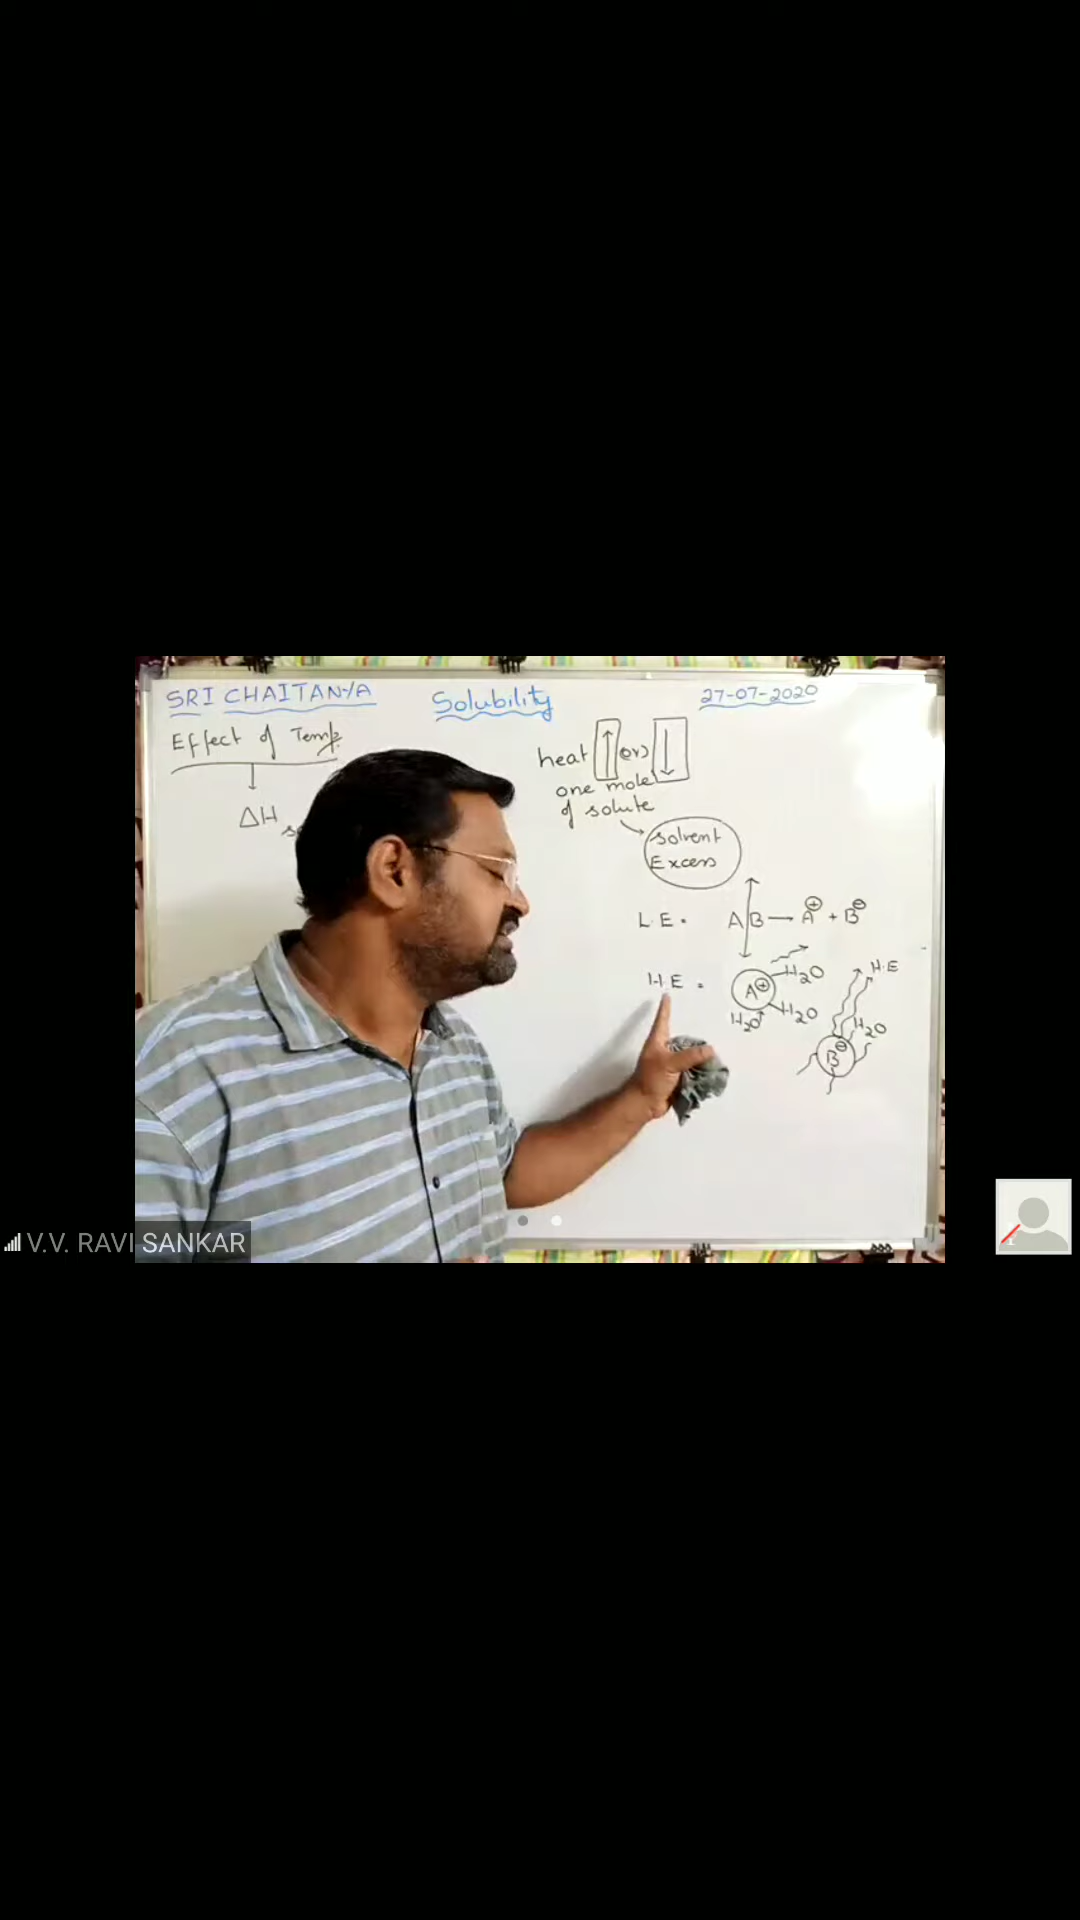 SRI CHAITANYA
Solubility
27-07-2020
Effect of Temp.
ΔH
heat ↑ (or) ↓
one mole
of solute
solvent
Excess
L.E = AB → A⊕ + B⊖
H.E = A⊕ H2O
H2O
H2O
H.E
B⊖ H2O
V.V. RAVI SANKAR